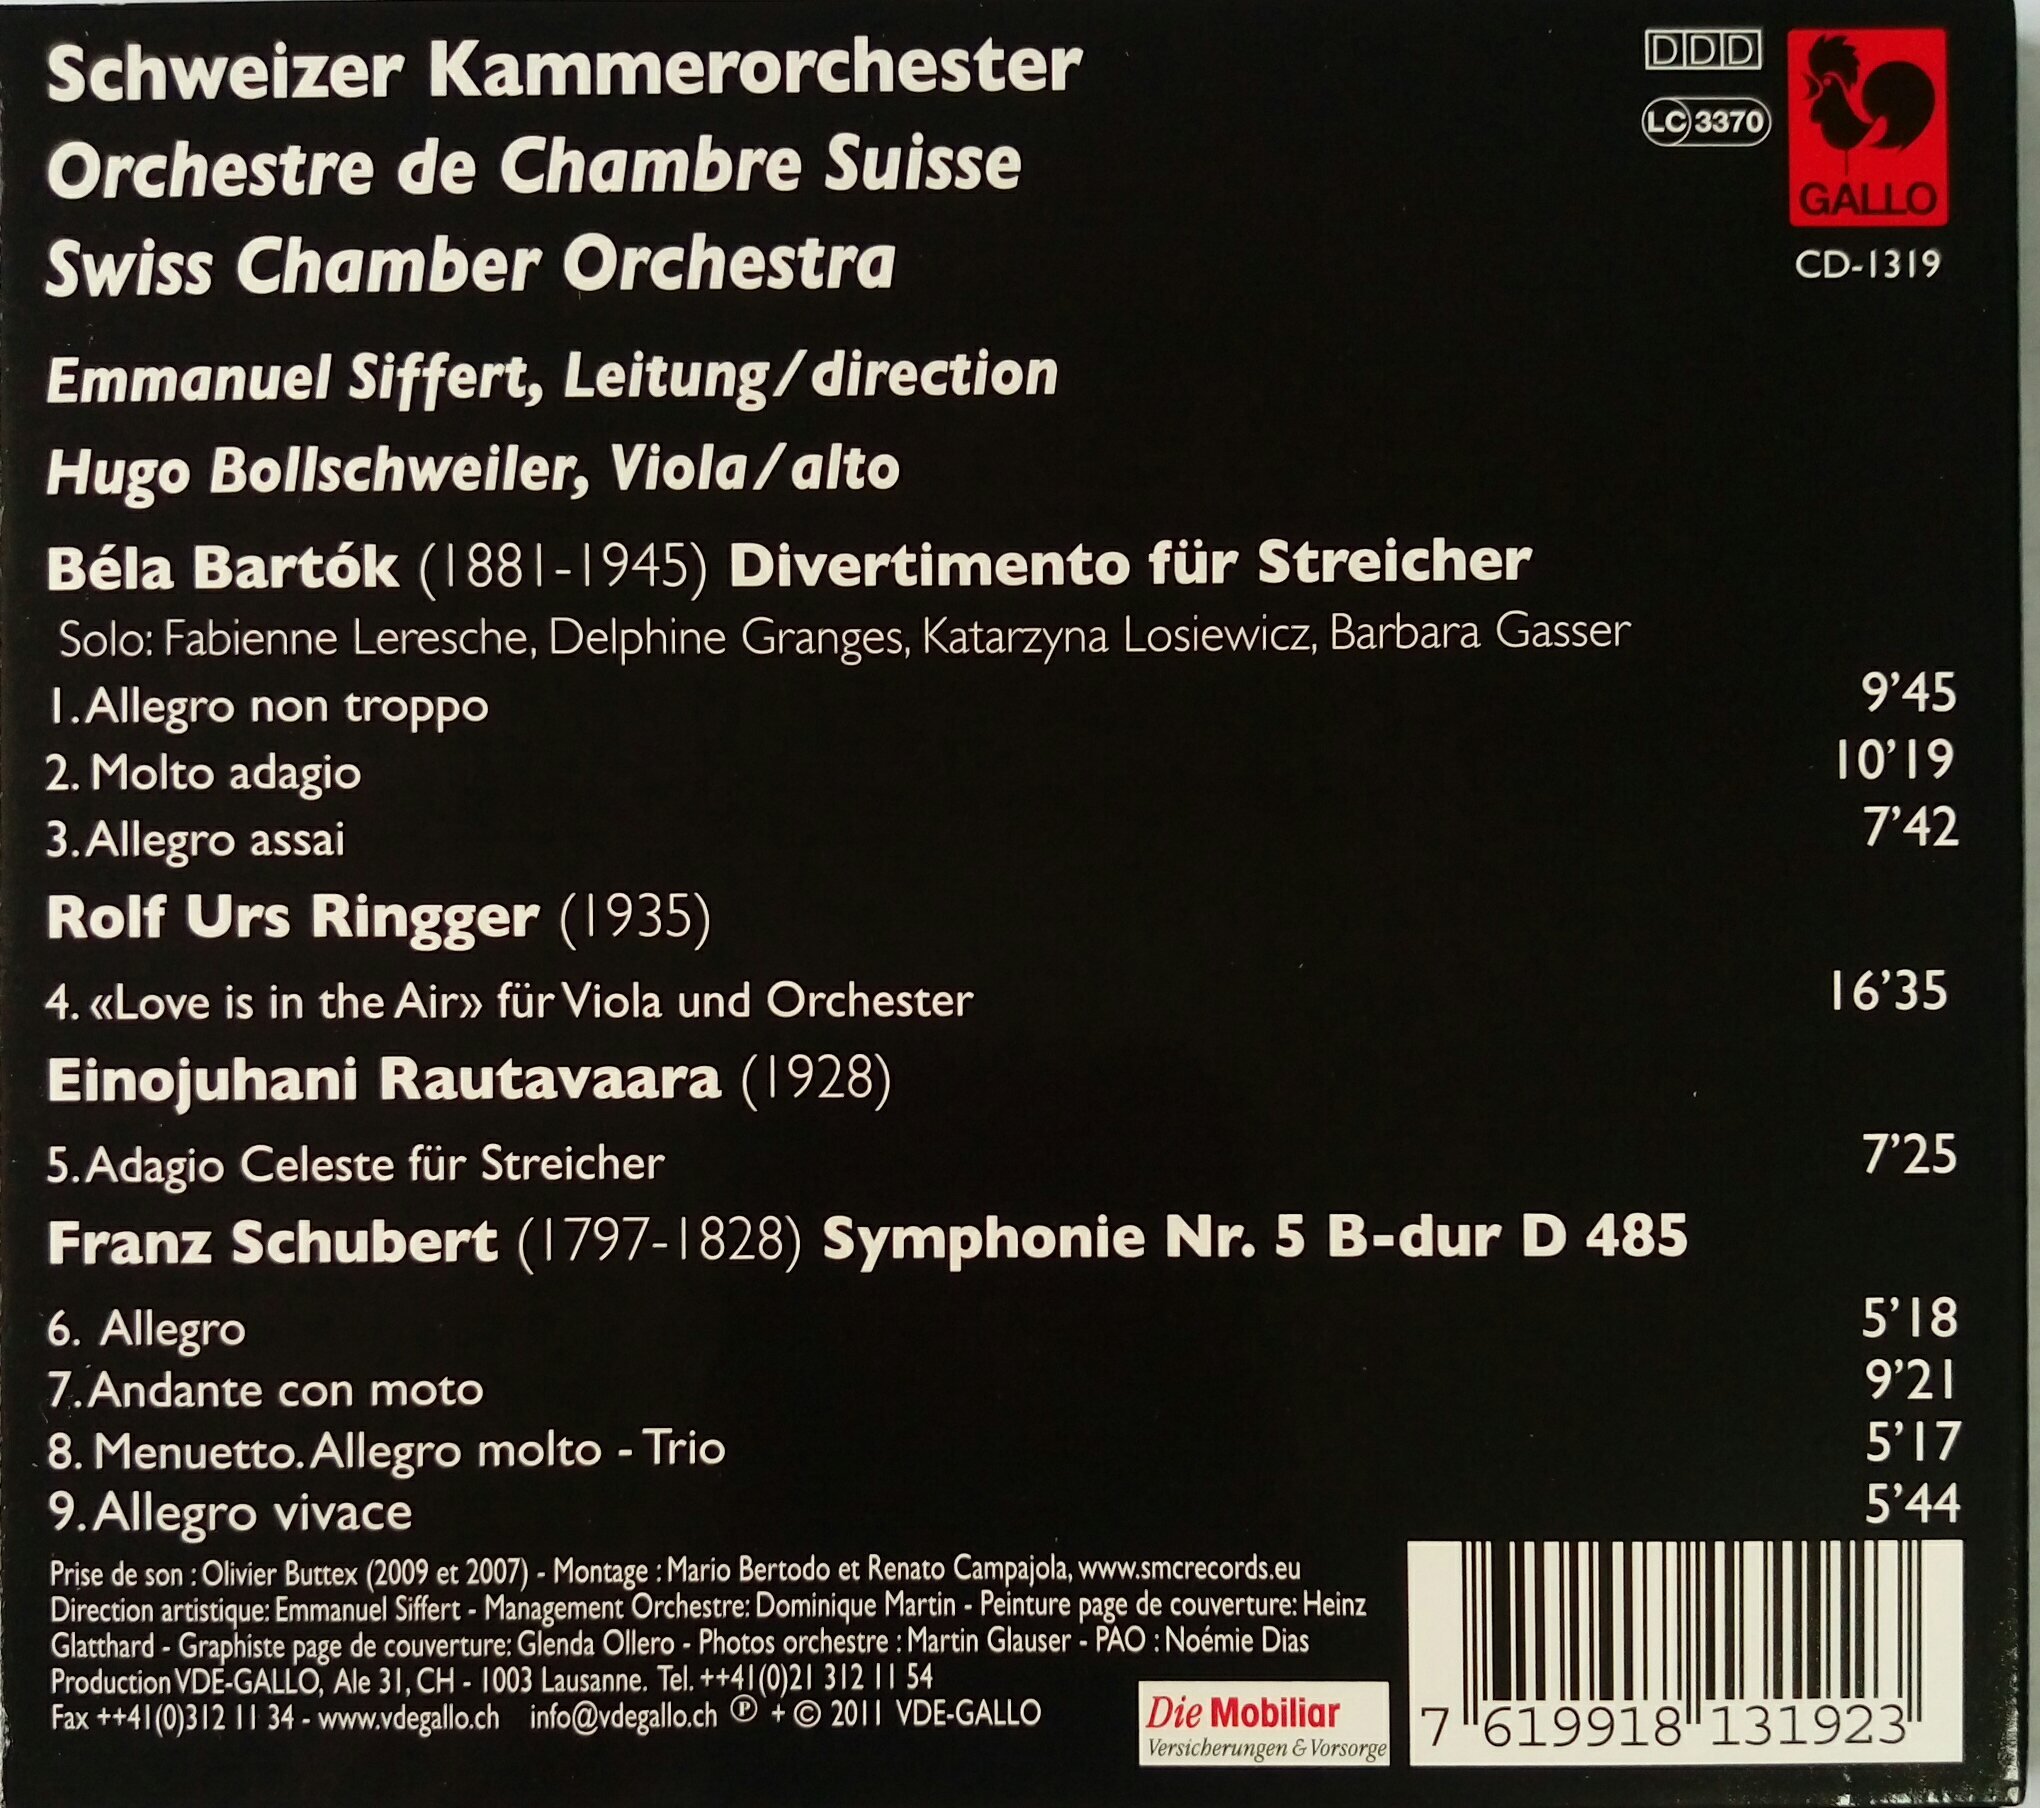 Schweizer Kammerorchester
DDD
Orchestre de Chambre Suisse
LC 3370
GALLO
Swiss Chamber Orchestra
CD-1319
Emmanuel Siffert, Leitung/direction
Hugo Bollschweiler, Viola/alto
Béla Bartók (1881-1945) Divertimento für Streicher
Solo: Fabienne Leresche, Delphine Granges, Katarzyna Losiewicz, Barbara Gasser
1. Allegro non troppo 9'45
2. Molto adagio 10'19
3. Allegro assai 7'42
Rolf Urs Ringger (1935)
4. «Love is in the Air» für Viola und Orchester 16'35
Einojuhani Rautavaara (1928)
5. Adagio Celeste für Streicher 7'25
Franz Schubert (1797-1828) Symphonie Nr. 5 B-dur D 485
6. Allegro 5'18
7. Andante con moto 9'21
8. Menuetto. Allegro molto - Trio 5'17
9. Allegro vivace 5'44
Prise de son : Olivier Buttex (2009 et 2007) - Montage : Mario Bertodo et Renato Campajola, www.smcrecords.eu
Direction artistique: Emmanuel Siffert - Management Orchestre: Dominique Martin - Peinture page de couverture: Heinz
Glatthard - Graphiste page de couverture: Glenda Ollero - Photos orchestre : Martin Glauser - PAO : Noémie Dias
Production VDE-GALLO, Ale 31, CH - 1003 Lausanne. Tel. ++41(0)21 312 11 54
Fax ++41(0)312 11 34 - www.vdegallo.ch info@vdegallo.ch ℗ + © 2011 VDE-GALLO
Die Mobiliar
Versicherungen & Vorsorge
7 619918 131923